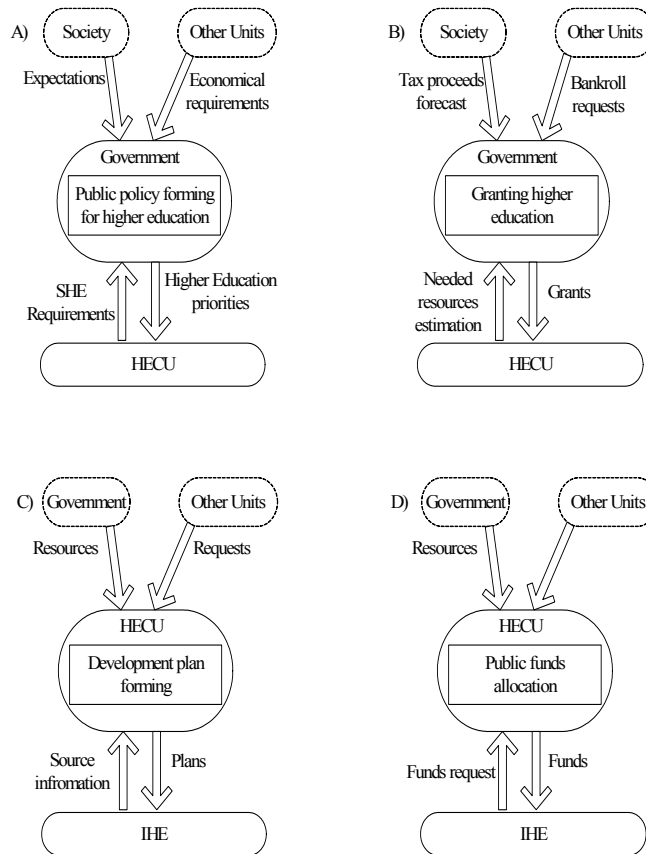 A)
Society
Other Units
Expectations
Economical
requirements
Government
Public policy forming
for higher education
SHE
Requirements
Higher Education
priorities
HECU
B)
Society
Other Units
Tax proceeds
forecast
Bankroll
requests
Government
Granting higher
education
Needed
resources
estimation
Grants
HECU
C)
Government
Other Units
Resources
Requests
HECU
Development plan
forming
Source
infromation
Plans
IHE
D)
Government
Other Units
Resources
HECU
Public funds
allocation
Funds request
Funds
IHE